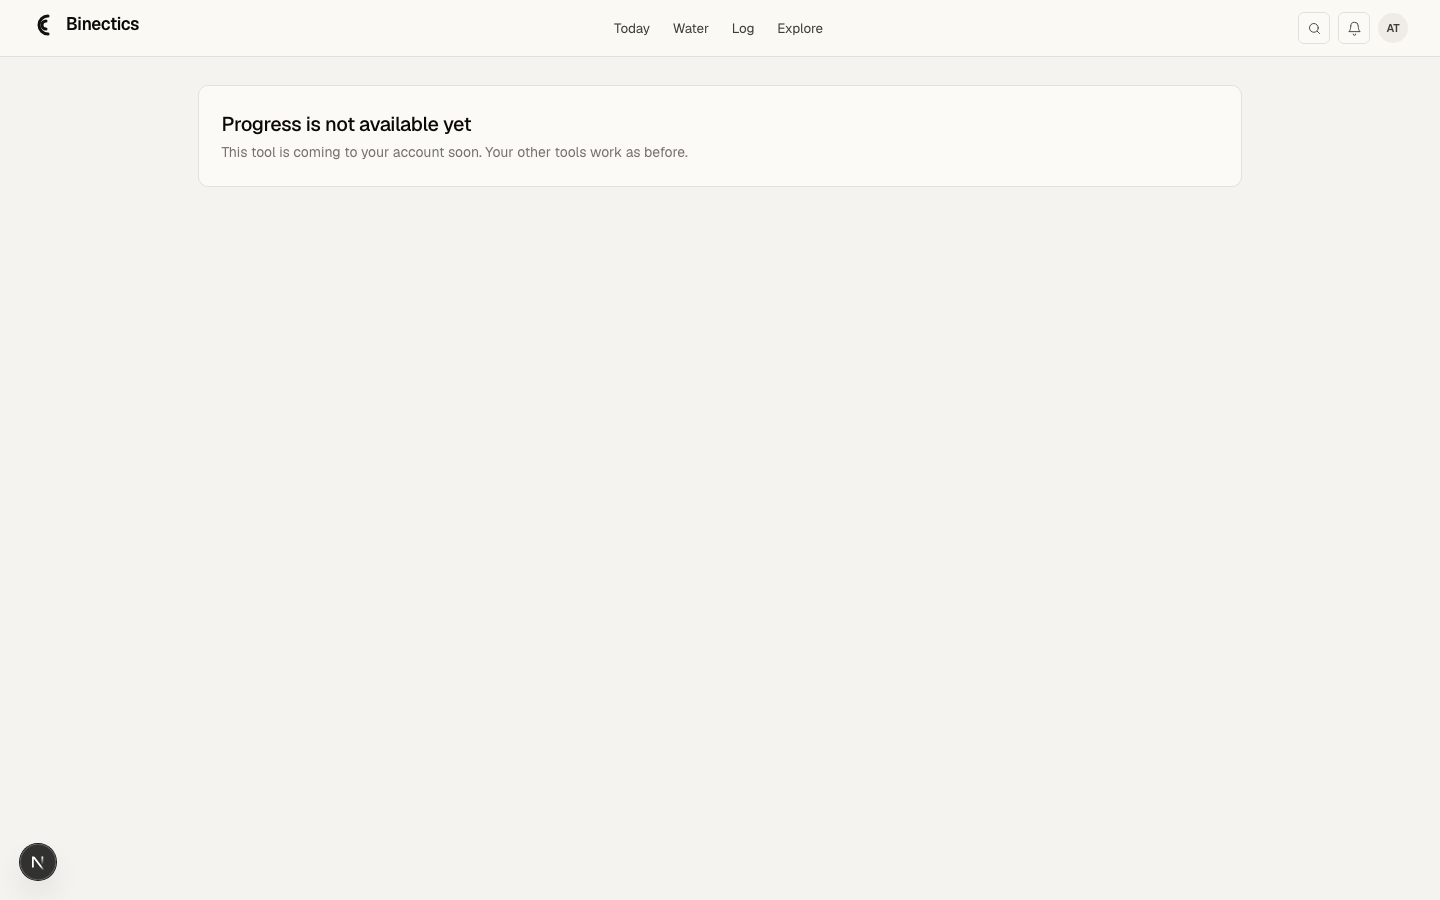 Binectics
Today Water Log Explore
AT
Progress is not available yet
This tool is coming to your account soon. Your other tools work as before.
N